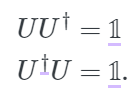 UU† = 𝟙
U†U = 𝟙.